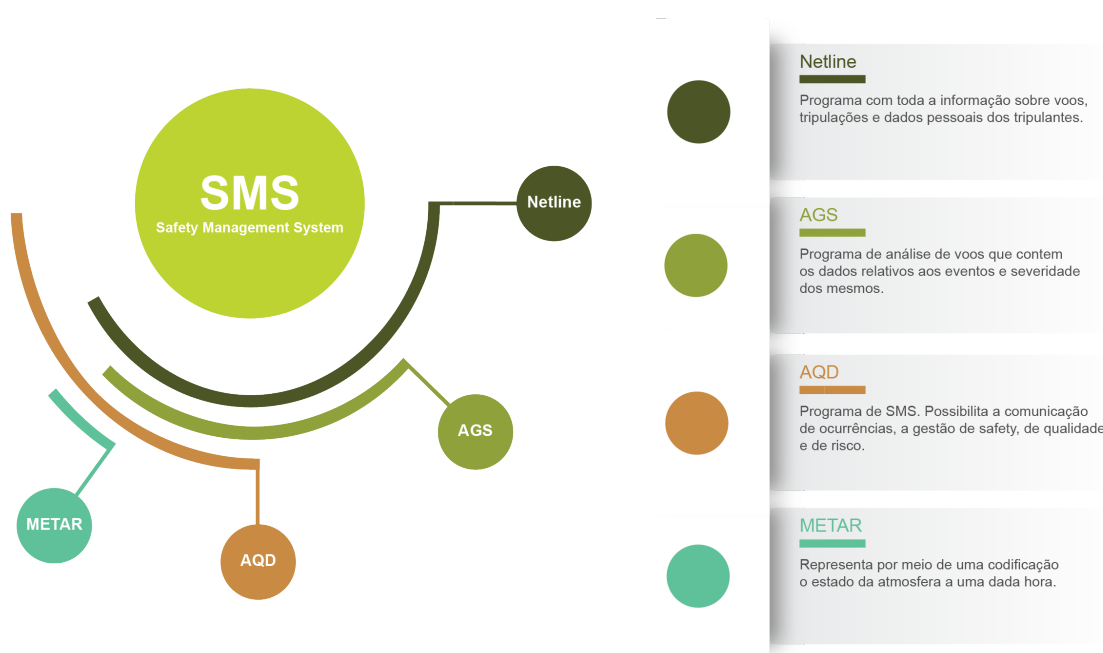 SMS
Safety Management System
Netline
AGS
METAR
AQD
Netline
Programa com toda a informação sobre voos,
tripulações e dados pessoais dos tripulantes.
AGS
Programa de análise de voos que contem
os dados relativos aos eventos e severidade
dos mesmos.
AQD
Programa de SMS. Possibilita a comunicação
de ocurrências, a gestão de safety, de qualidade
e de risco.
METAR
Representa por meio de uma codificação
o estado da atmosfera a uma dada hora.